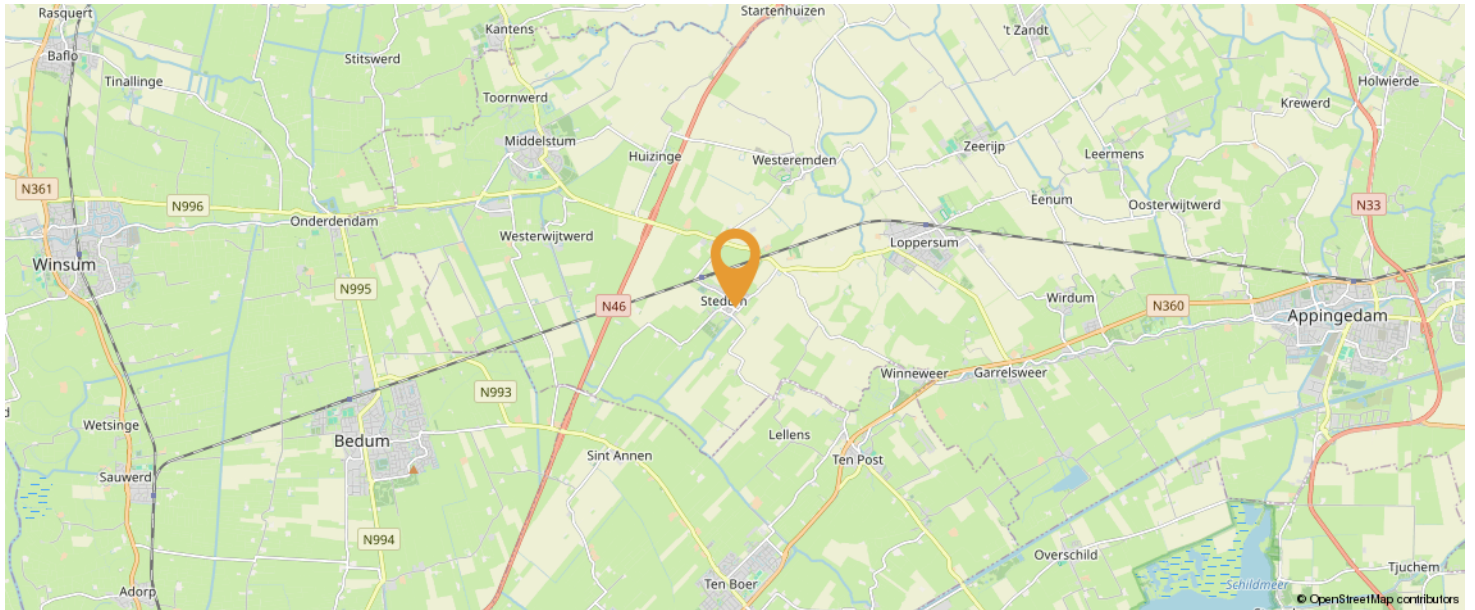 Rasquert
Startenhuizen
Kantens
't Zandt
Baflo
Stitswerd
Tinallinge
Holwierde
Toornwerd
Krewerd
Middelstum
Zeerijp
Huizinge
Westeremden
Leermens
N361
N996
Eenum
Oosterwijtwerd
N33
Onderdendam
Westerwijtwerd
Loppersum
Winsum
N995
Stedum
Wirdum
N46
N360
Appingedam
Winneweer
Garrelsweer
N993
Wetsinge
Bedum
Lellens
Sint Annen
Ten Post
Sauwerd
N994
Overschild
Tjuchem
Ten Boer
Schildmeer
Adorp
© OpenStreetMap contributors